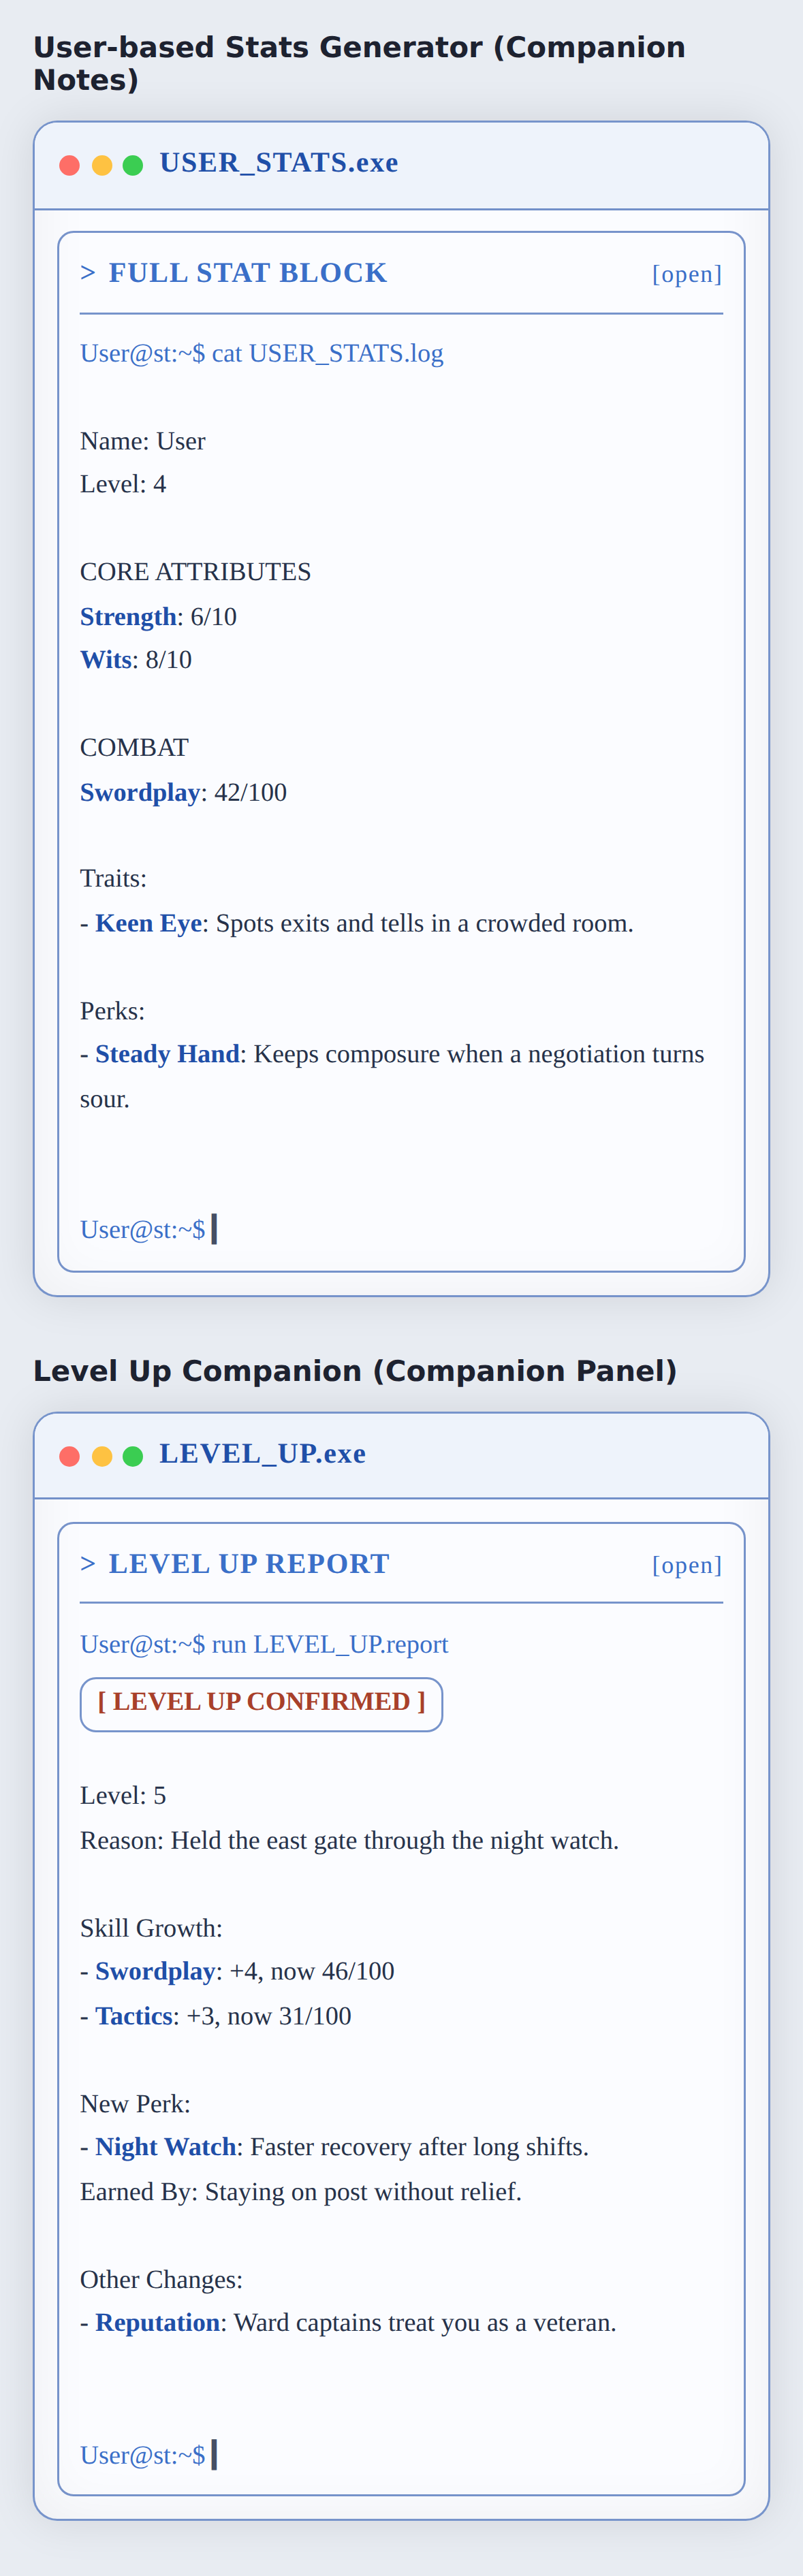 User-based Stats Generator (Companion
Notes)
USER_STATS.exe
> FULL STAT BLOCK [open]
User@st:~$ cat USER_STATS.log
Name: User
Level: 4
CORE ATTRIBUTES
Strength: 6/10
Wits: 8/10
COMBAT
Swordplay: 42/100
Traits:
- Keen Eye: Spots exits and tells in a crowded room.
Perks:
- Steady Hand: Keeps composure when a negotiation turns
sour.
User@st:~$
Level Up Companion (Companion Panel)
LEVEL_UP.exe
> LEVEL UP REPORT [open]
User@st:~$ run LEVEL_UP.report
[ LEVEL UP CONFIRMED ]
Level: 5
Reason: Held the east gate through the night watch.
Skill Growth:
- Swordplay: +4, now 46/100
- Tactics: +3, now 31/100
New Perk:
- Night Watch: Faster recovery after long shifts.
Earned By: Staying on post without relief.
Other Changes:
- Reputation: Ward captains treat you as a veteran.
User@st:~$